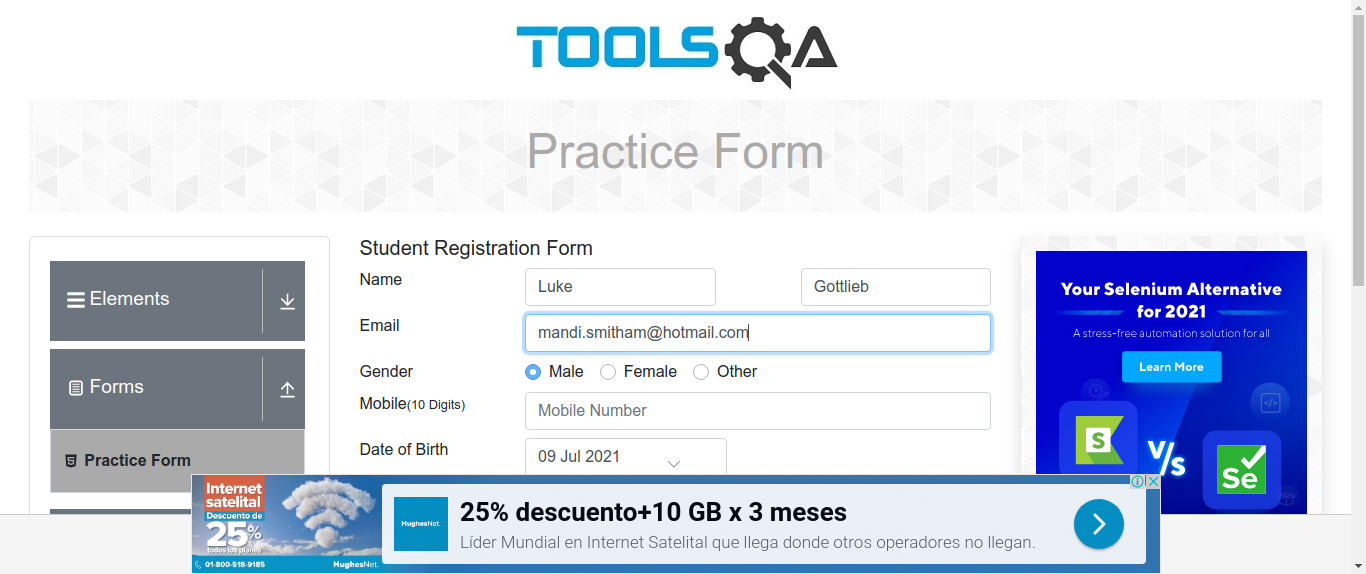 TOOLSQA
Practice Form
Elements
Forms
Practice Form
Student Registration Form
Name
Luke
Gottlieb
Email
mandi.smitham@hotmail.com
Gender
Male
Female
Other
Mobile(10 Digits)
Mobile Number
Date of Birth
09 Jul 2021
Your Selenium Alternative
for 2021
A stress-free automation solution for all
Learn More
S
V/s
Se
Internet
satelital
Descuento de
25%
todos los planes
01-800-518-9185
HughesNet.
HughesNet.
25% descuento+10 GB x 3 meses
Líder Mundial en Internet Satelital que llega donde otros operadores no llegan.